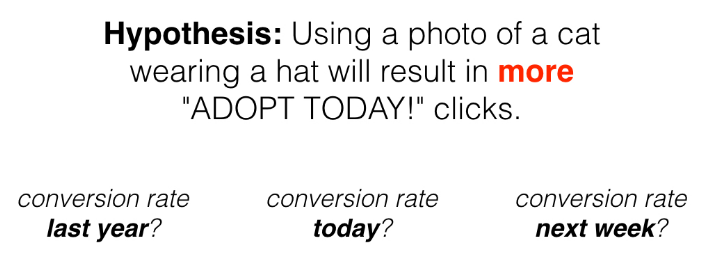 Hypothesis: Using a photo of a cat
wearing a hat will result in more
"ADOPT TODAY!" clicks.
conversion rate
last year?
conversion rate
today?
conversion rate
next week?